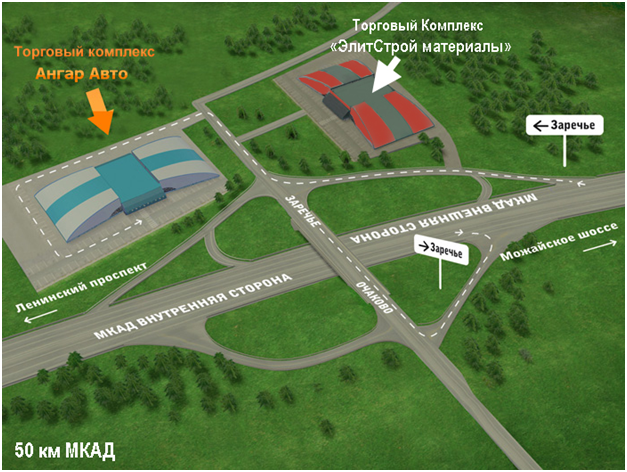 Торговый Комплекс
«ЭлитСтрой материалы»
Торговый комплекс
Ангар Авто
← Заречье
ЗАРЕЧЬЕ
МКАД ВНЕШНЯЯ СТОРОНА
→ Заречье
Можайское шоссе
Ленинский проспект
МКАД ВНУТРЕННЯЯ СТОРОНА
ОЧАКОВО
50 км МКАД